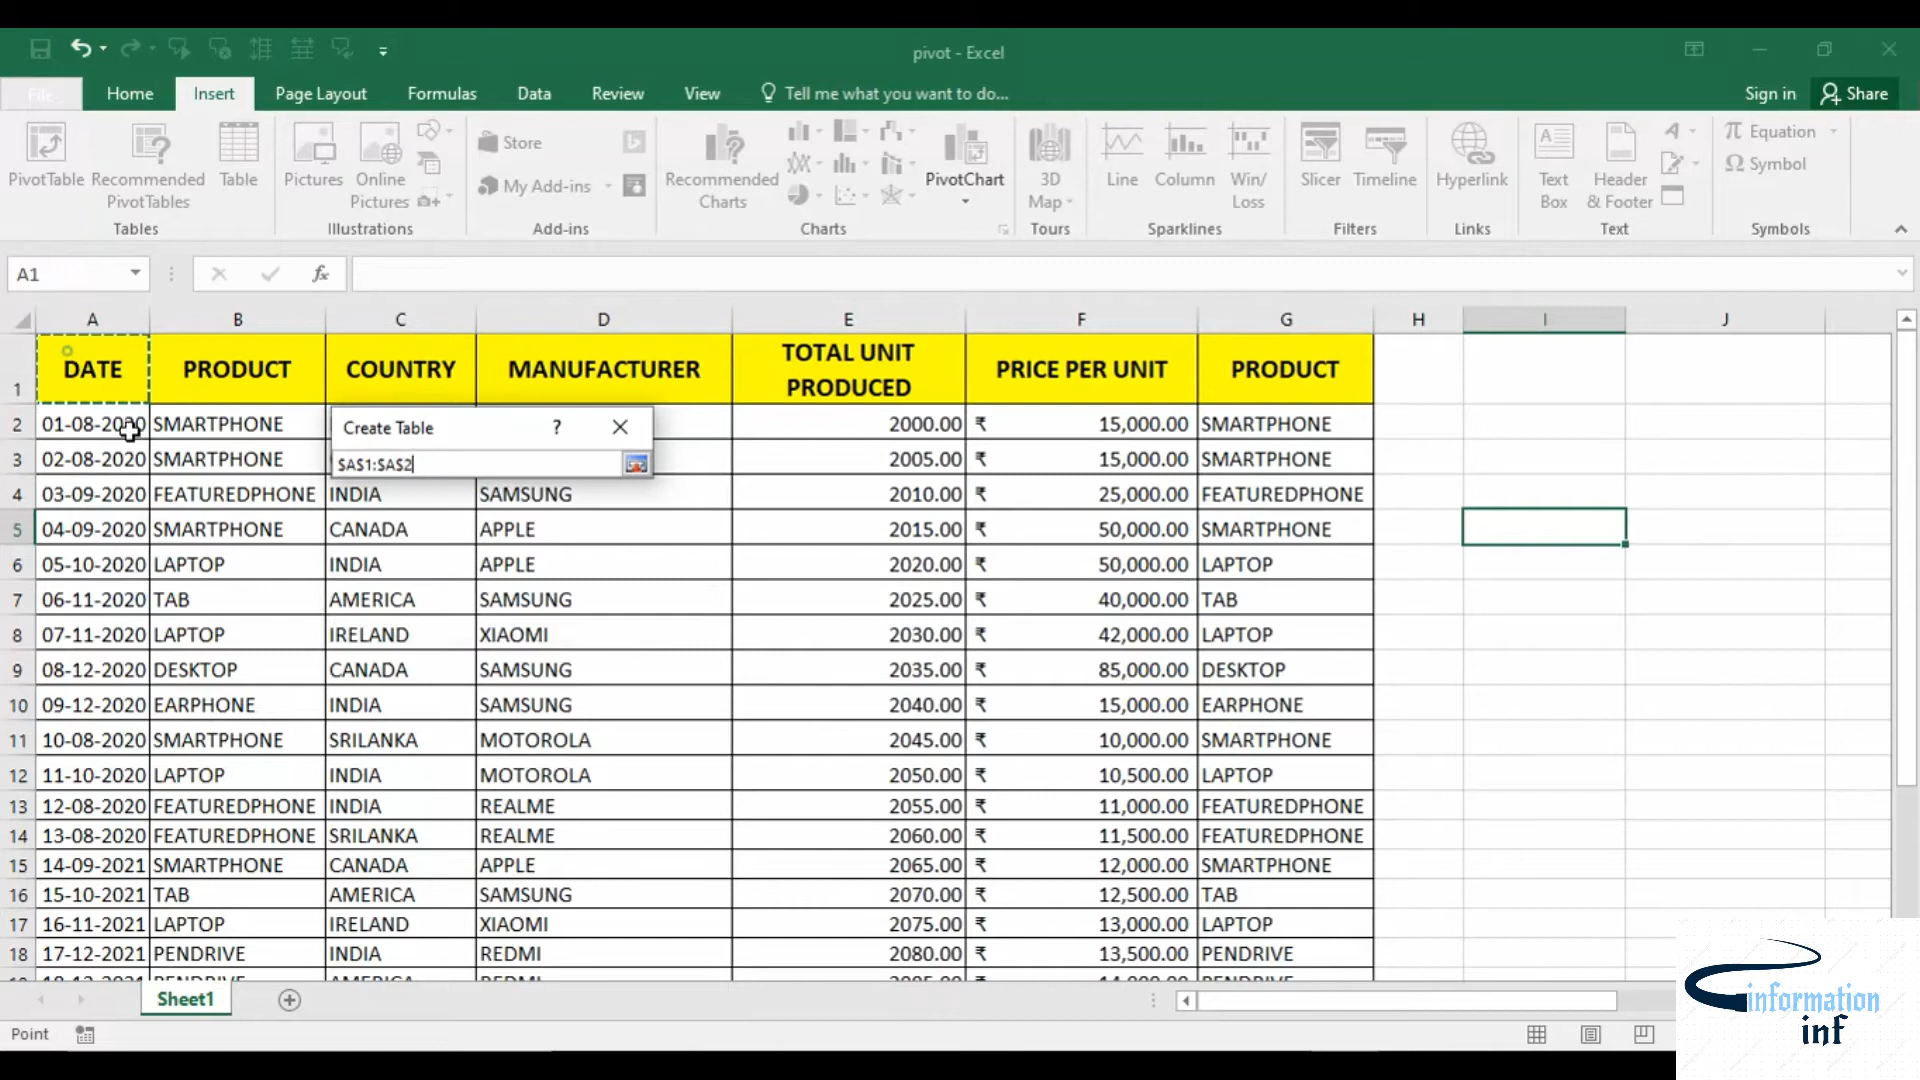 pivot - Excel
File Home Insert Page Layout Formulas Data Review View Tell me what you want to do... Sign in Share
PivotTable Recommended PivotTables Table Pictures Online Pictures Store My Add-ins Recommended Charts PivotChart 3D Map Line Column Win/Loss Slicer Timeline Hyperlink Text Box Header & Footer Equation Symbol
Tables Illustrations Add-ins Charts Tours Sparklines Filters Links Text Symbols
A1 fx
A B C D E F G H I J
1 DATE PRODUCT COUNTRY MANUFACTURER TOTAL UNIT PRODUCED PRICE PER UNIT PRODUCT
2 01-08-2020 SMARTPHONE 2000.00 ₹ 15,000.00 SMARTPHONE
Create Table ? 
$A$1:$A$2
3 02-08-2020 SMARTPHONE 2005.00 ₹ 15,000.00 SMARTPHONE
4 03-09-2020 FEATUREDPHONE INDIA SAMSUNG 2010.00 ₹ 25,000.00 FEATUREDPHONE
5 04-09-2020 SMARTPHONE CANADA APPLE 2015.00 ₹ 50,000.00 SMARTPHONE
6 05-10-2020 LAPTOP INDIA APPLE 2020.00 ₹ 50,000.00 LAPTOP
7 06-11-2020 TAB AMERICA SAMSUNG 2025.00 ₹ 40,000.00 TAB
8 07-11-2020 LAPTOP IRELAND XIAOMI 2030.00 ₹ 42,000.00 LAPTOP
9 08-12-2020 DESKTOP CANADA SAMSUNG 2035.00 ₹ 85,000.00 DESKTOP
10 09-12-2020 EARPHONE INDIA SAMSUNG 2040.00 ₹ 15,000.00 EARPHONE
11 10-08-2020 SMARTPHONE SRILANKA MOTOROLA 2045.00 ₹ 10,000.00 SMARTPHONE
12 11-10-2020 LAPTOP INDIA MOTOROLA 2050.00 ₹ 10,500.00 LAPTOP
13 12-08-2020 FEATUREDPHONE INDIA REALME 2055.00 ₹ 11,000.00 FEATUREDPHONE
14 13-08-2020 FEATUREDPHONE SRILANKA REALME 2060.00 ₹ 11,500.00 FEATUREDPHONE
15 14-09-2021 SMARTPHONE CANADA APPLE 2065.00 ₹ 12,000.00 SMARTPHONE
16 15-10-2021 TAB AMERICA SAMSUNG 2070.00 ₹ 12,500.00 TAB
17 16-11-2021 LAPTOP IRELAND XIAOMI 2075.00 ₹ 13,000.00 LAPTOP
18 17-12-2021 PENDRIVE INDIA REDMI 2080.00 ₹ 13,500.00 PENDRIVE
Sheet1
Point
information
inf